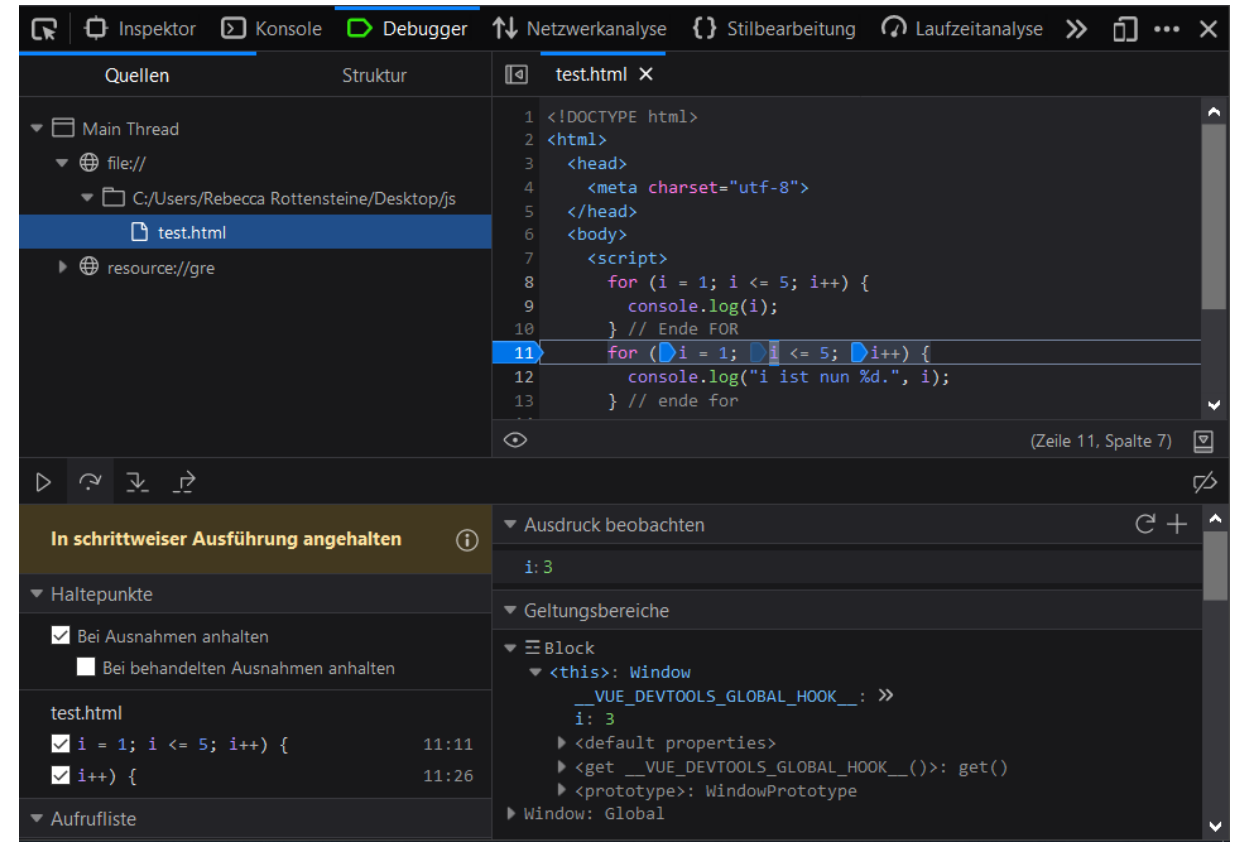 Inspektor Konsole Debugger Netzwerkanalyse {} Stilbearbeitung Laufzeitanalyse
Quellen Struktur
Main Thread
file://
C:/Users/Rebecca Rottensteine/Desktop/js
test.html
resource://gre
test.html
1 <!DOCTYPE html>
2 <html>
3 <head>
4 <meta charset="utf-8">
5 </head>
6 <body>
7 <script>
8 for (i = 1; i <= 5; i++) {
9 console.log(i);
10 } // Ende FOR
11 for (i = 1; i <= 5; i++) {
12 console.log("i ist nun %d.", i);
13 } // ende for
(Zeile 11, Spalte 7)
In schrittweiser Ausführung angehalten
Haltepunkte
Bei Ausnahmen anhalten
Bei behandelten Ausnahmen anhalten
test.html
i = 1; i <= 5; i++) { 11:11
i++) { 11:26
Aufrufliste
Ausdruck beobachten
i: 3
Geltungsbereiche
Block
<this>: Window
__VUE_DEVTOOLS_GLOBAL_HOOK__:
i: 3
<default properties>
<get __VUE_DEVTOOLS_GLOBAL_HOOK__()>: get()
<prototype>: WindowPrototype
Window: Global